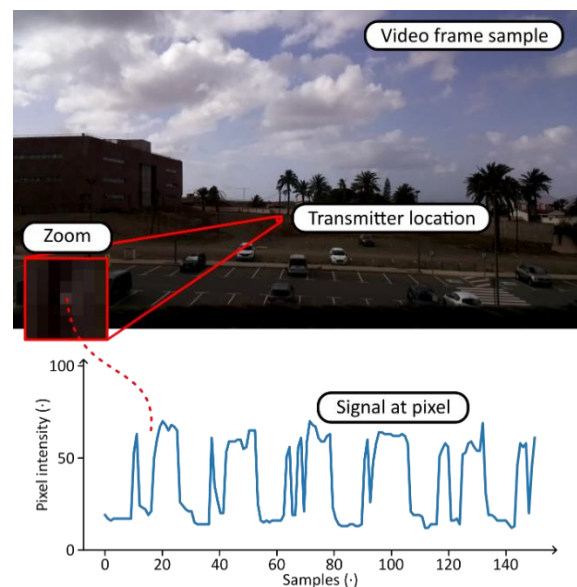 Video frame sample
Transmitter location
Zoom
100
Signal at pixel
Pixel intensity (·)
50
0
0 20 40 60 80 100 120 140
Samples (·)